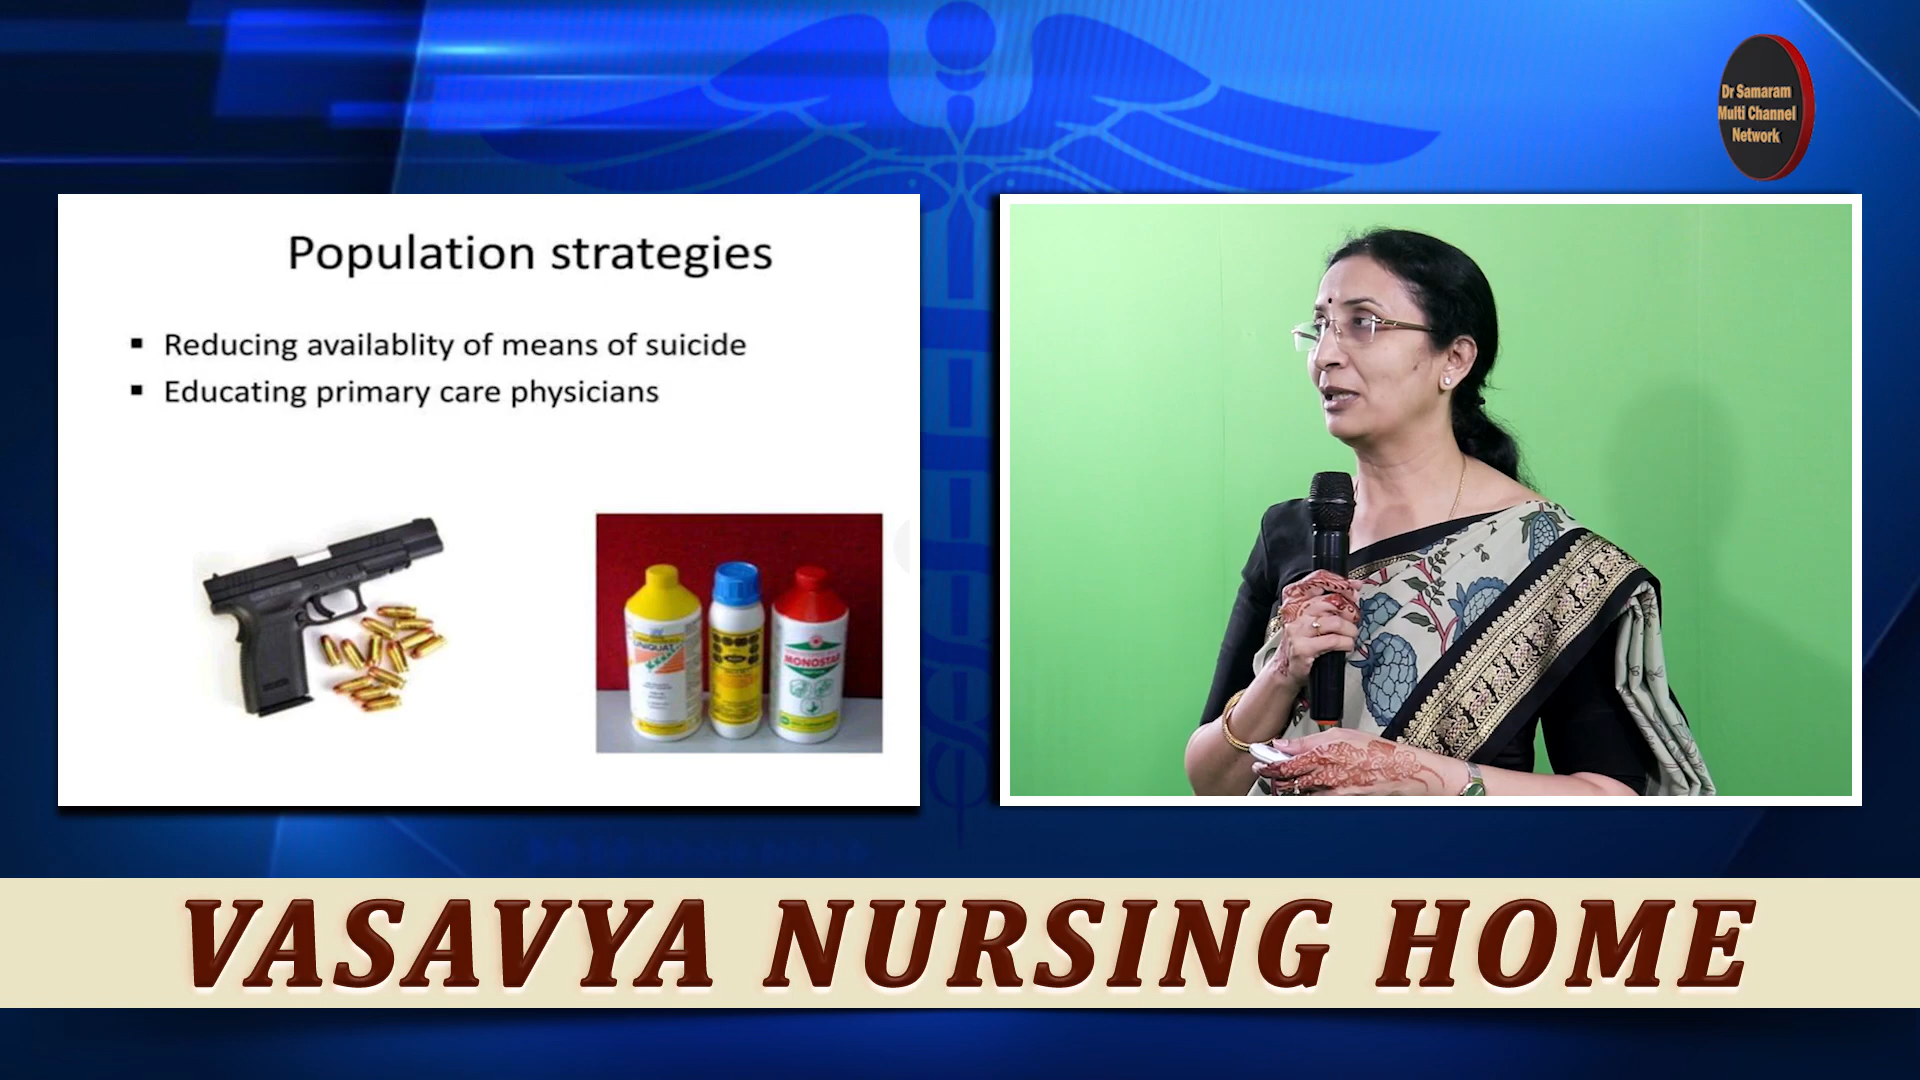 Dr Samaram
Multi Channel
Network
Population strategies
Reducing availablity of means of suicide
Educating primary care physicians
MONOSTAR
VASAVYA NURSING HOME